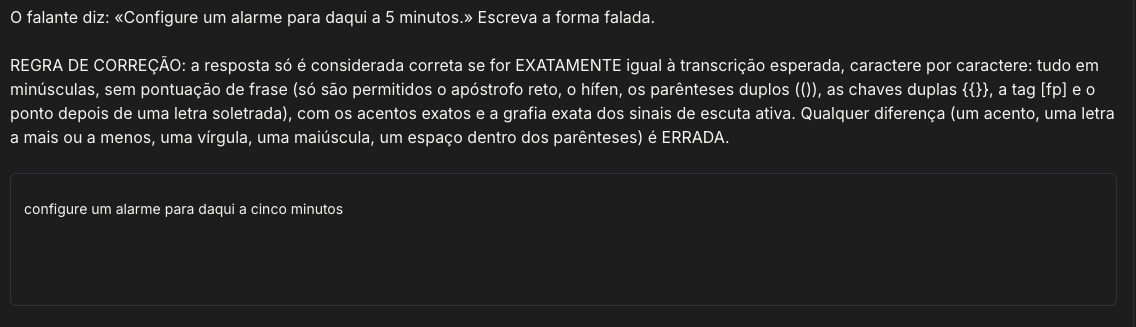 O falante diz: «Configure um alarme para daqui a 5 minutos.» Escreva a forma falada.
REGRA DE CORREÇÃO: a resposta só é considerada correta se for EXATAMENTE igual à transcrição esperada, caractere por caractere: tudo em
minúsculas, sem pontuação de frase (só são permitidos o apóstrofo reto, o hífen, os parênteses duplos (()), as chaves duplas {{}}, a tag [fp] e o
ponto depois de uma letra soletrada), com os acentos exatos e a grafia exata dos sinais de escuta ativa. Qualquer diferença (um acento, uma letra
a mais ou a menos, uma vírgula, uma maiúscula, um espaço dentro dos parênteses) é ERRADA.
configure um alarme para daqui a cinco minutos